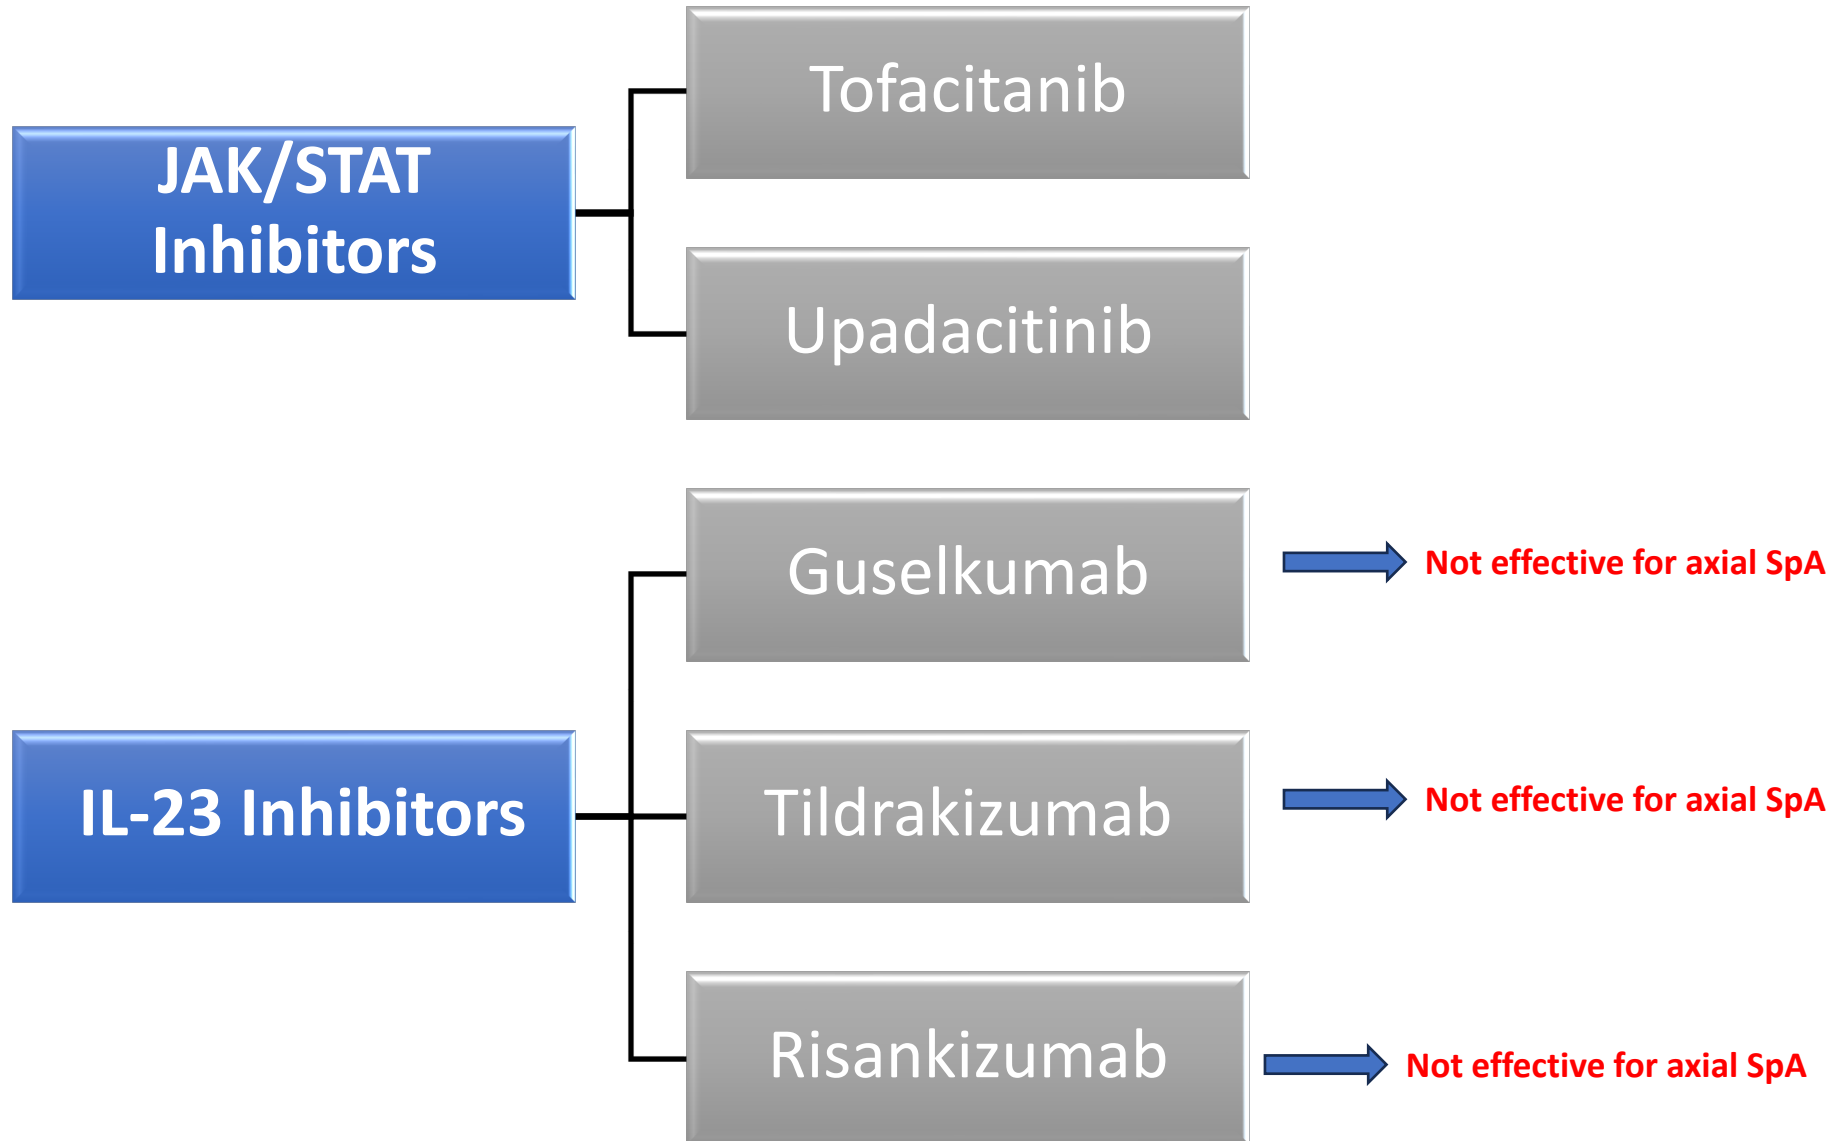 JAK/STAT
Inhibitors
Tofacitanib
Upadacitinib
IL-23 Inhibitors
Guselkumab
Not effective for axial SpA
Tildrakizumab
Not effective for axial SpA
Risankizumab
Not effective for axial SpA